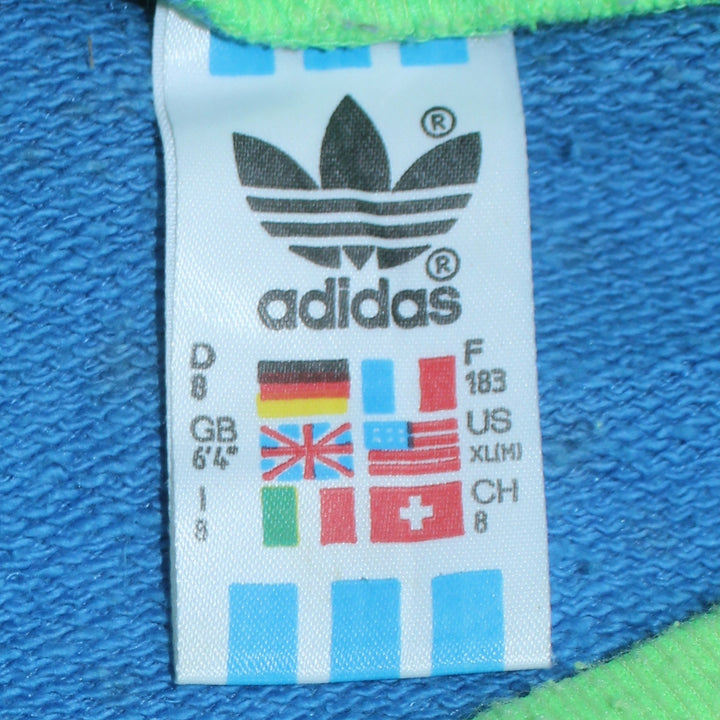 ®
®
adidas
D
8
F
183
GB
6'4"
US
XL(M)
I
8
CH
8